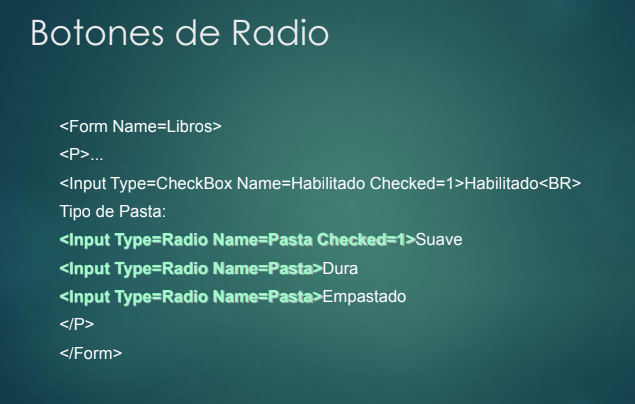 Botones de Radio
<Form Name=Libros>
<P>...
<Input Type=CheckBox Name=Habilitado Checked=1>Habilitado<BR>
Tipo de Pasta:
<Input Type=Radio Name=Pasta Checked=1>Suave
<Input Type=Radio Name=Pasta>Dura
<Input Type=Radio Name=Pasta>Empastado
</P>
</Form>